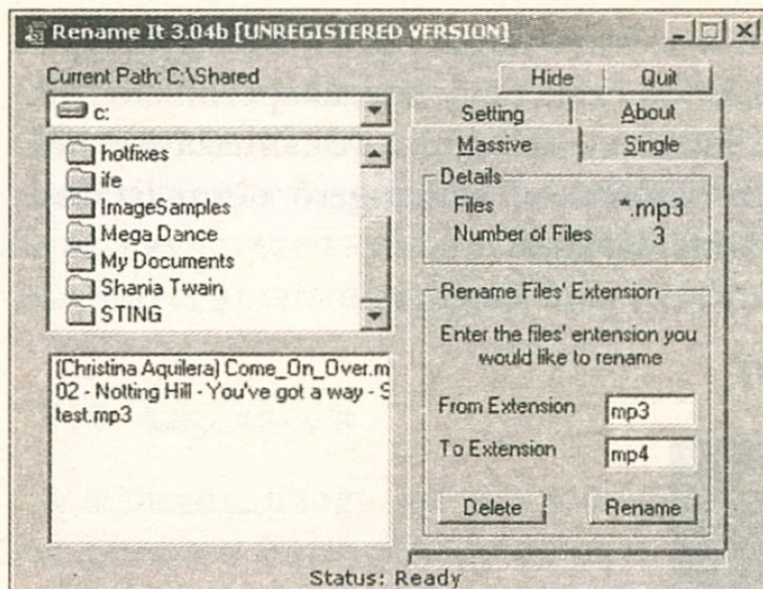 Rename It 3.04b [UNREGISTERED VERSION]
Current Path: C:\Shared
c:
hotfixes
ife
ImageSamples
Mega Dance
My Documents
Shania Twain
STING
(Christina Aquilera) Come_On_Over.m
02 - Notting Hill - You've got a way - S
test.mp3
Hide Quit
Setting About
Massive Single
Details
Files *.mp3
Number of Files 3
Rename Files' Extension
Enter the files' entension you
would like to rename
From Extension mp3
To Extension mp4
Delete Rename
Status: Ready